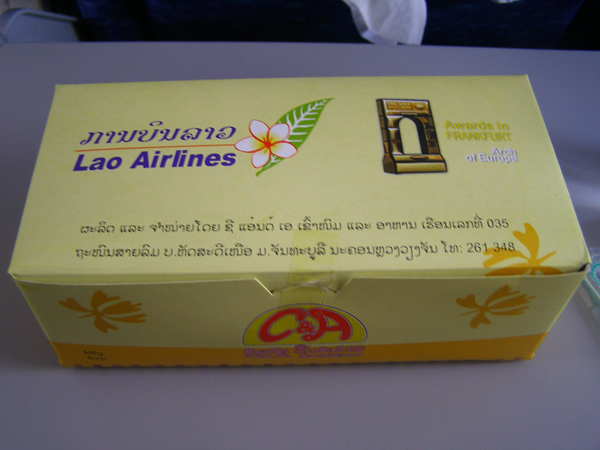 ການບິນລາວ
Lao Airlines
Awards in
FRANKFURT
Arch
of Europe
ຜະລິດ ແລະ ຈຳໜ່າຍໂດຍ ຊີ ແອ່ນດ໌ ເອ ເຂົ້າໜົມ ແລະ ອາຫານ ເຮືອນເລກທີ່ 035
ຖະໜົນສາຍລົມ ບ.ຫັດສະດີເໜືອ ມ.ຈັນທະບູລີ ນະຄອນຫຼວງວຽງຈັນ ໂທ: 261 348
C&A
Mfg.
Exp.